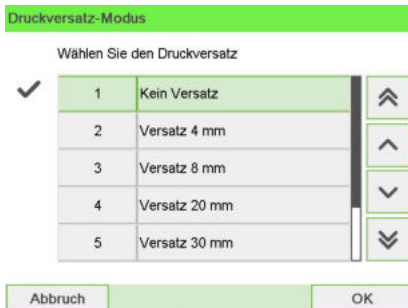 Druckversatz-Modus
Wählen Sie den Druckversatz
1 Kein Versatz
2 Versatz 4 mm
3 Versatz 8 mm
4 Versatz 20 mm
5 Versatz 30 mm
Abbruch OK